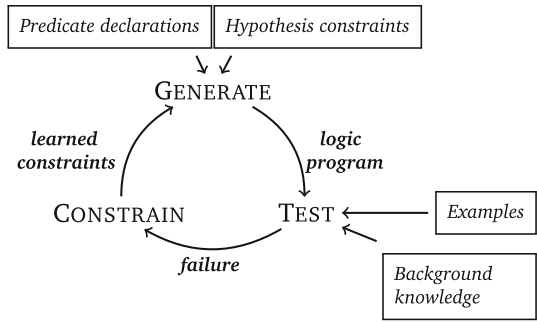 Predicate declarations
Hypothesis constraints
GENERATE
learned
constraints
logic
program
CONSTRAIN
TEST
Examples
failure
Background
knowledge